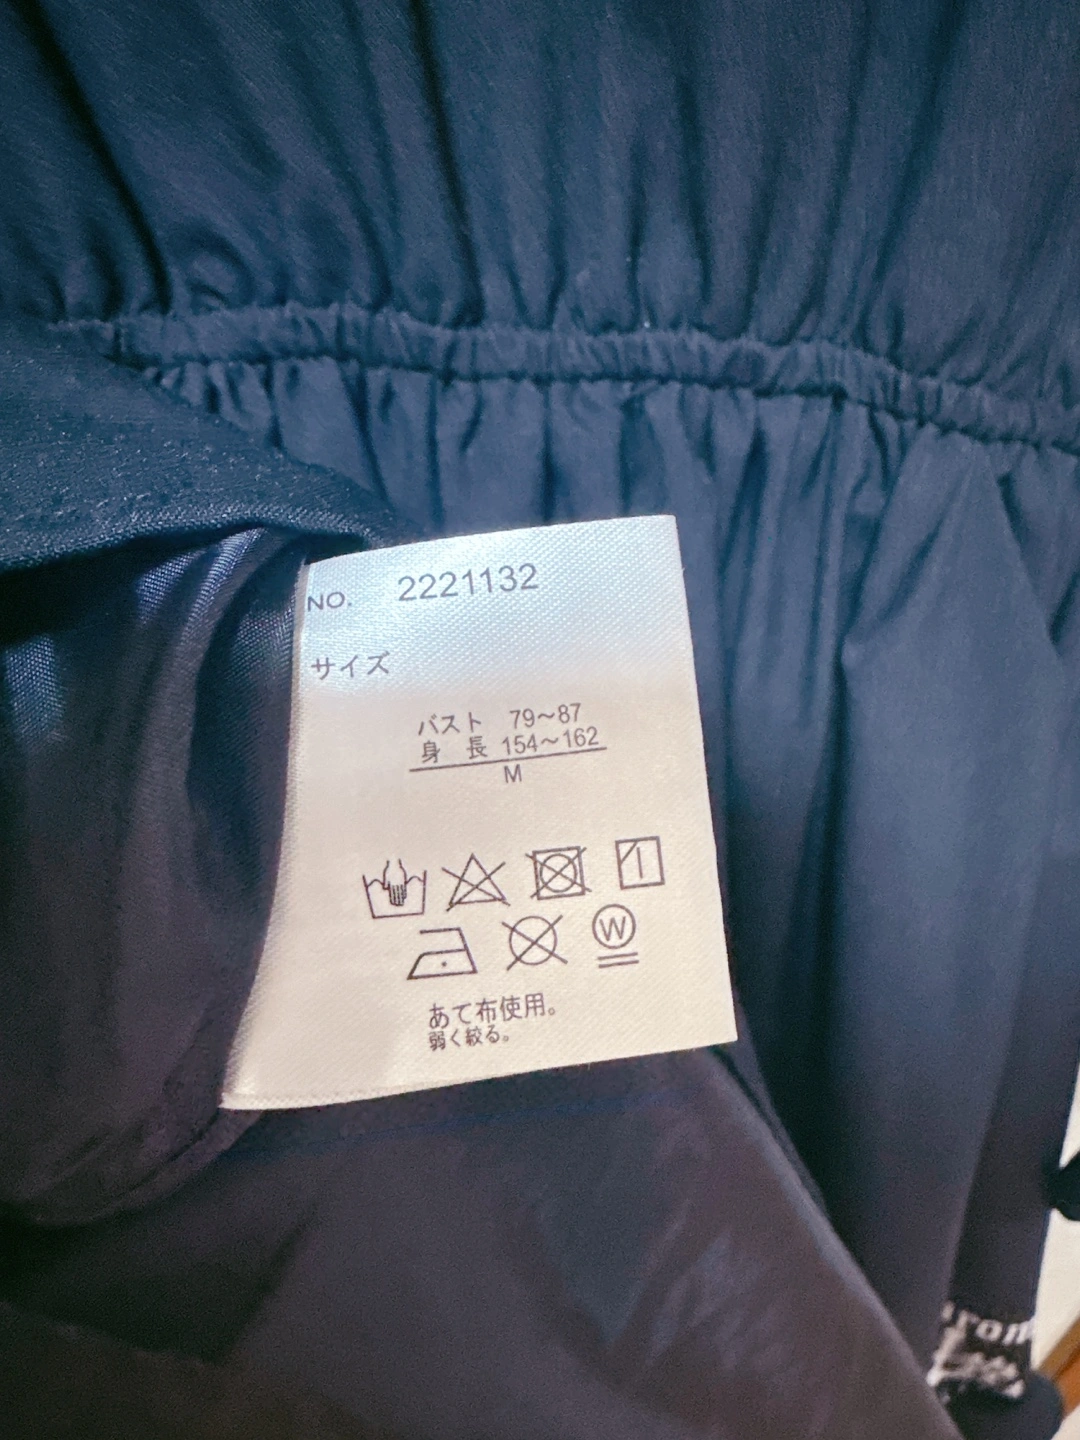 NO. 2221132
サイズ
バスト 79～87
身 長 154～162
M
W
あて布使用。
弱く絞る。